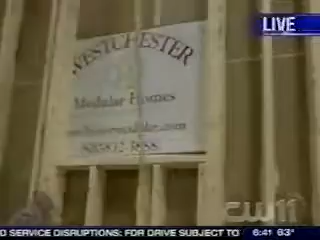 LIVE
WESTCHESTER
Modular Homes
CW11
D SERVICE DISRUPTIONS: FOR DRIVE SUBJECT TO
6:41 63°